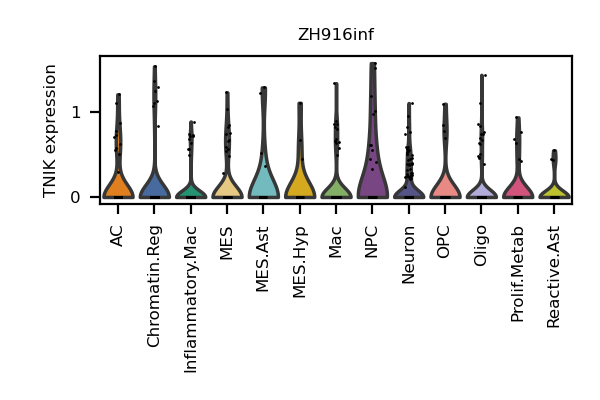 ZH916inf
TNIK expression
1
0
AC
Chromatin.Reg
Inflammatory.Mac
MES
MES.Ast
MES.Hyp
Mac
NPC
Neuron
OPC
Oligo
Prolif.Metab
Reactive.Ast